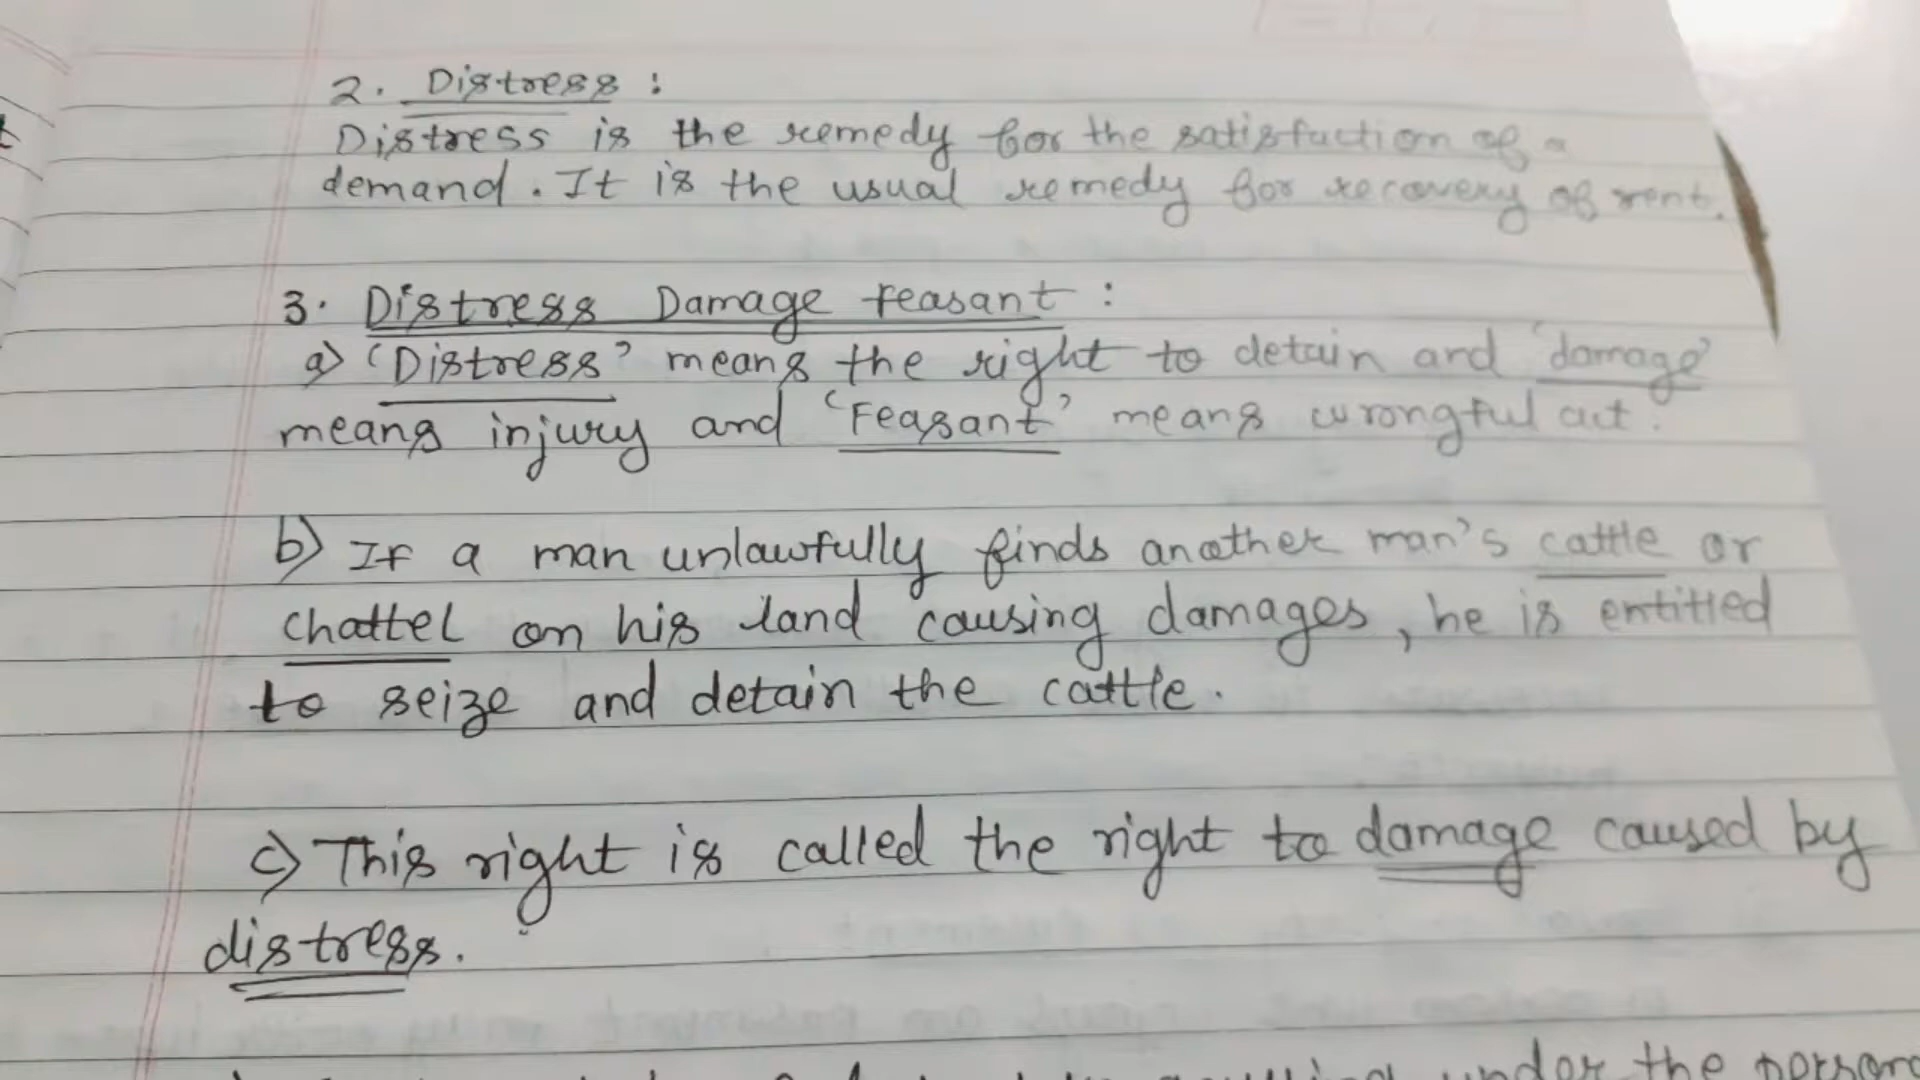 2. Distress :
Distress is the remedy for the satisfaction of a
demand. It is the usual remedy for recovery of rent.
3. Distress Damage feasant :
a) 'Distress' means the right to detain and 'damage'
means injury and 'Feasant' means wrongful act.
b) If a man unlawfully finds another man's cattle or
chattel on his land causing damages, he is entitled
to seize and detain the cattle.
c) This right is called the right to damage caused by
distress.
under the person